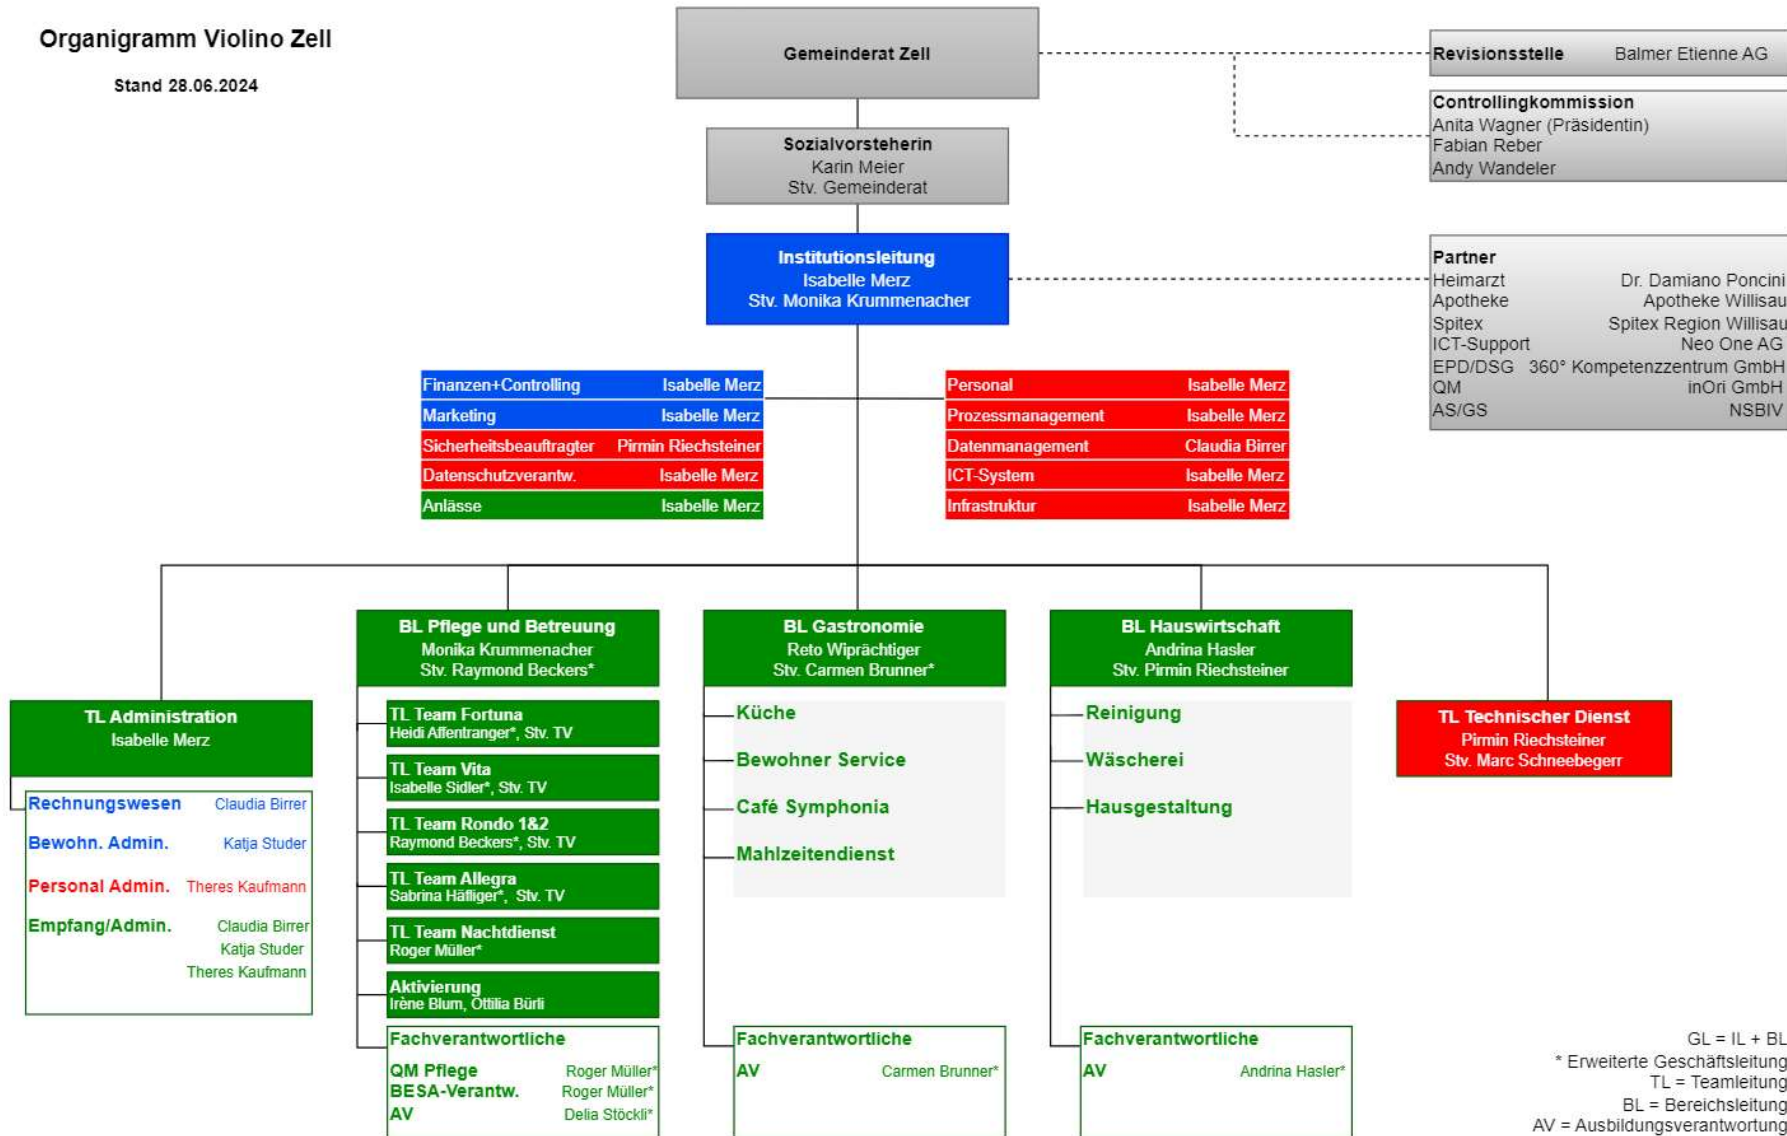 Organigramm Violino Zell
Stand 28.06.2024
Gemeinderat Zell
Revisionsstelle Balmer Etienne AG
Controllingkommission
Anita Wagner (Präsidentin)
Fabian Reber
Andy Wandeler
Sozialvorsteherin
Karin Meier
Stv. Gemeinderat
Institutionsleitung
Isabelle Merz
Stv. Monika Krummenacher
Partner
Heimarzt Dr. Damiano Poncini
Apotheke Apotheke Willisau
Spitex Spitex Region Willisau
ICT-Support Neo One AG
EPD/DSG 360° Kompetenzzentrum GmbH
QM inOri GmbH
AS/GS NSBIV
Finanzen+Controlling Isabelle Merz
Marketing Isabelle Merz
Sicherheitsbeauftragter Pirmin Riechsteiner
Datenschutzverantw. Isabelle Merz
Anlässe Isabelle Merz
Personal Isabelle Merz
Prozessmanagement Isabelle Merz
Datenmanagement Claudia Birrer
ICT-System Isabelle Merz
Infrastruktur Isabelle Merz
TL Administration
Isabelle Merz
Rechnungswesen Claudia Birrer
Bewohn. Admin. Katja Studer
Personal Admin. Theres Kaufmann
Empfang/Admin. Claudia Birrer
Katja Studer
Theres Kaufmann
BL Pflege und Betreuung
Monika Krummenacher
Stv. Raymond Beckers*
TL Team Fortuna
Heidi Affentranger*, Stv. TV
TL Team Vita
Isabelle Sidler*, Stv. TV
TL Team Rondo 1&2
Raymond Beckers*, Stv. TV
TL Team Allegra
Sabrina Häfliger*, Stv. TV
TL Team Nachtdienst
Roger Müller*
Aktivierung
Irène Blum, Ottilia Bürli
Fachverantwortliche
QM Pflege Roger Müller*
BESA-Verantw. Roger Müller*
AV Delia Stöckli*
BL Gastronomie
Reto Wiprächtiger
Stv. Carmen Brunner*
Küche
Bewohner Service
Café Symphonia
Mahlzeitendienst
Fachverantwortliche
AV Carmen Brunner*
BL Hauswirtschaft
Andrina Hasler
Stv. Pirmin Riechsteiner
Reinigung
Wäscherei
Hausgestaltung
Fachverantwortliche
AV Andrina Hasler*
TL Technischer Dienst
Pirmin Riechsteiner
Stv. Marc Schneebegerr
GL = IL + BL
* Erweiterte Geschäftsleitung
TL = Teamleitung
BL = Bereichsleitung
AV = Ausbildungsverantwortung